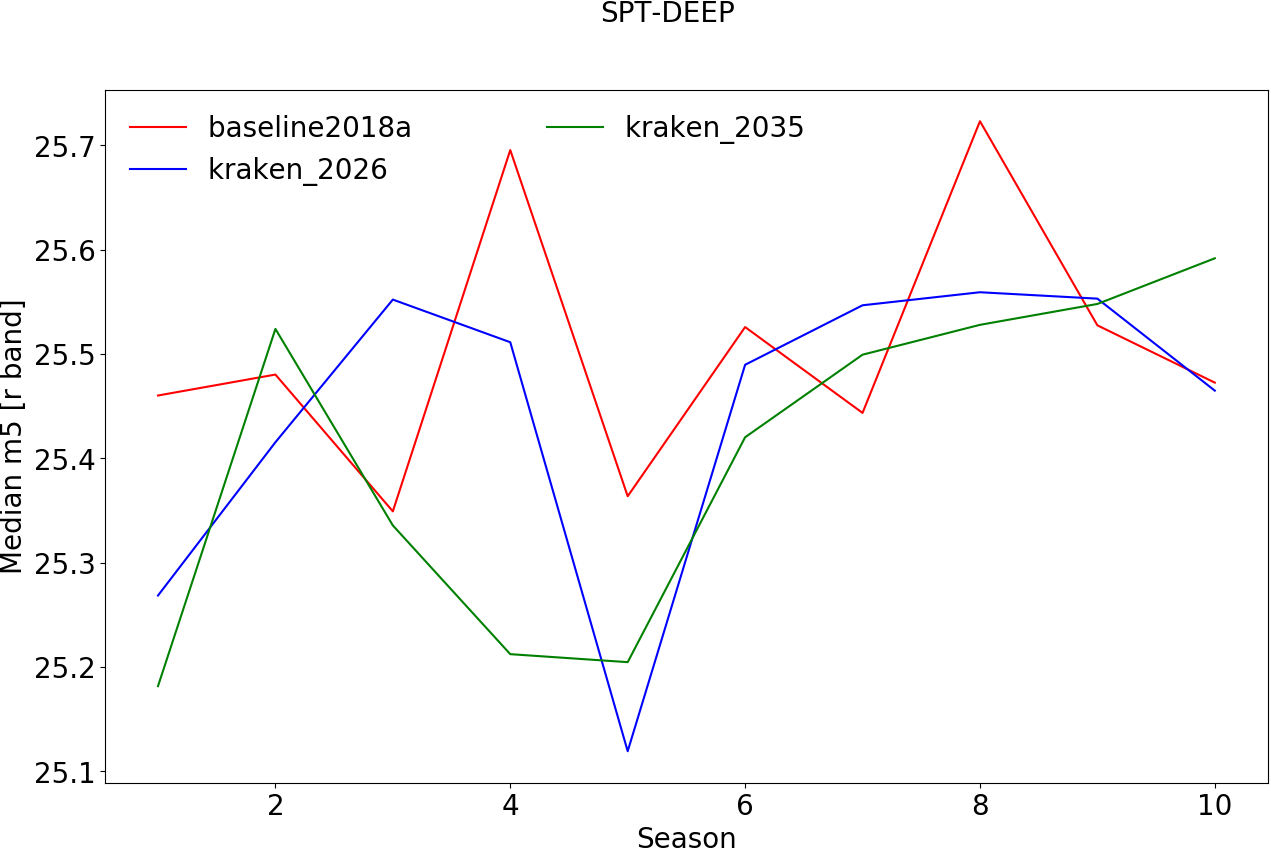 SPT-DEEP
baseline2018a
kraken_2026
kraken_2035
25.7
25.6
25.5
25.4
25.3
25.2
25.1
Median m5 [r band]
2 4 6 8 10
Season